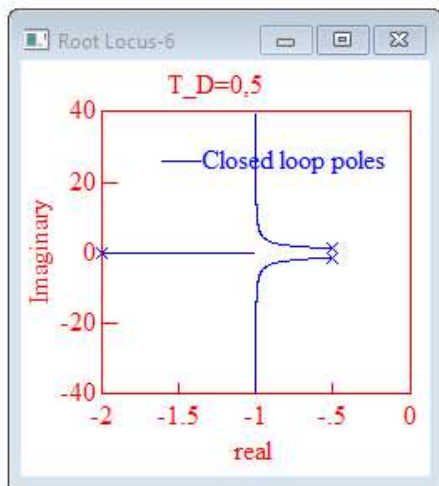 Root Locus-6
T_D=0,5
Closed loop poles
Imaginary
40
20
0
-20
-40
-2 -1.5 -1 -.5 0
real